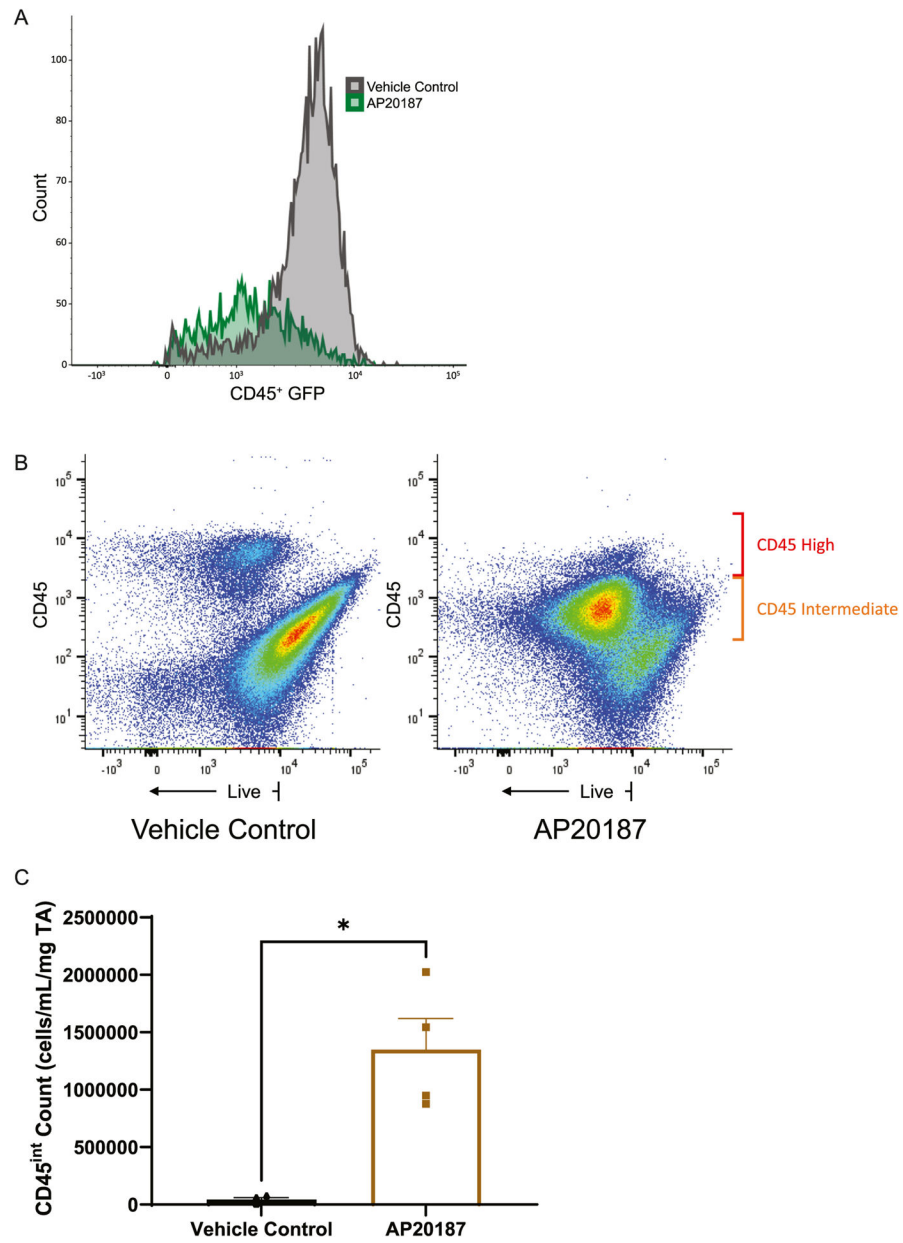 A
100
80
60
50
0
Count
Vehicle Control
AP20187
-10³ 0 10³ 10⁴ 10⁵
CD45⁺ GFP
B
10⁵
10⁴
10³
10²
10¹
CD45
-10³ 0 10³ 10⁴ 10⁵
Live
Vehicle Control
10⁵
10⁴
10³
10²
10¹
CD45
-10³ 0 10³ 10⁴ 10⁵
Live
AP20187
CD45 High
CD45 Intermediate
C
CD45ⁱⁿᵗ Count (cells/mL/mg TA)
2500000
2000000
1500000
1000000
500000
0
*
Vehicle Control AP20187